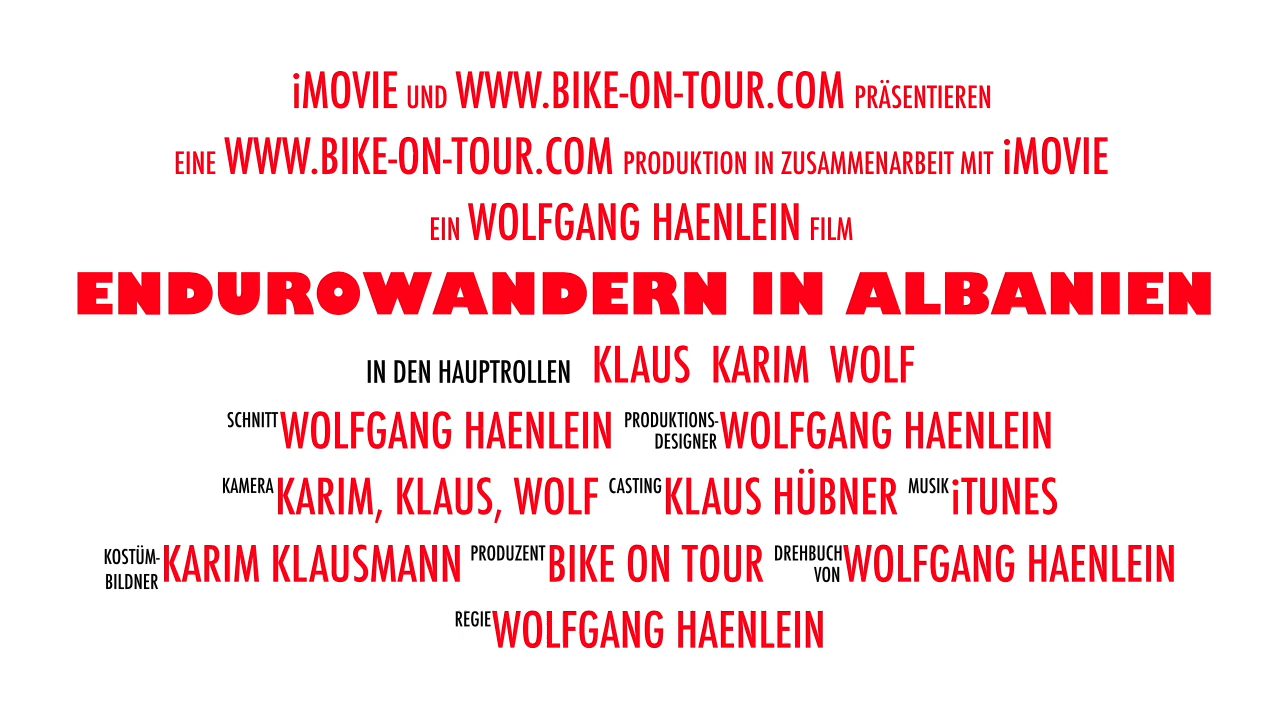 iMOVIE UND WWW.BIKE-ON-TOUR.COM PRÄSENTIEREN
EINE WWW.BIKE-ON-TOUR.COM PRODUKTION IN ZUSAMMENARBEIT MIT iMOVIE
EIN WOLFGANG HAENLEIN FILM
ENDUROWANDERN IN ALBANIEN
IN DEN HAUPTROLLEN KLAUS KARIM WOLF
SCHNITT WOLFGANG HAENLEIN PRODUKTIONS-DESIGNER WOLFGANG HAENLEIN
KAMERA KARIM, KLAUS, WOLF CASTING KLAUS HÜBNER MUSIK iTUNES
KOSTÜM-BILDNER KARIM KLAUSMANN PRODUZENT BIKE ON TOUR DREHBUCH VON WOLFGANG HAENLEIN
REGIE WOLFGANG HAENLEIN